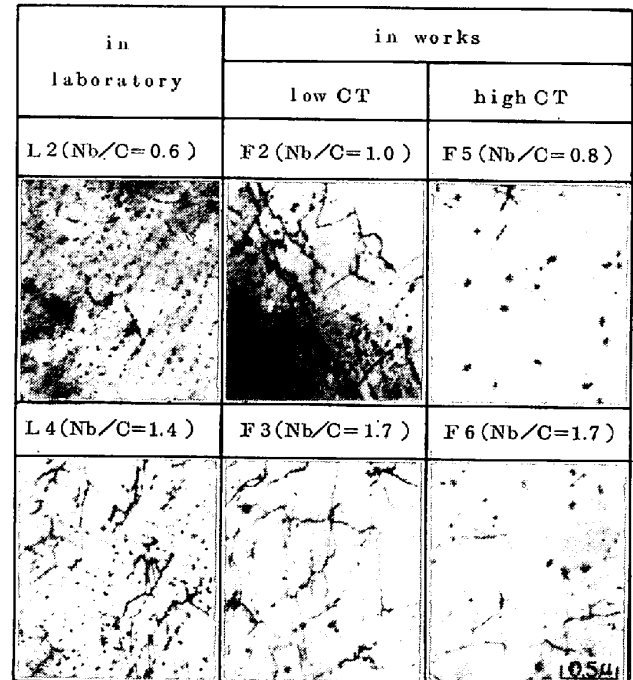 in laboratory
in works
low CT
high CT
L2(Nb/C=0.6)
F2(Nb/C=1.0)
F5(Nb/C=0.8)
L4(Nb/C=1.4)
F3(Nb/C=1.7)
F6(Nb/C=1.7)
0.5μ